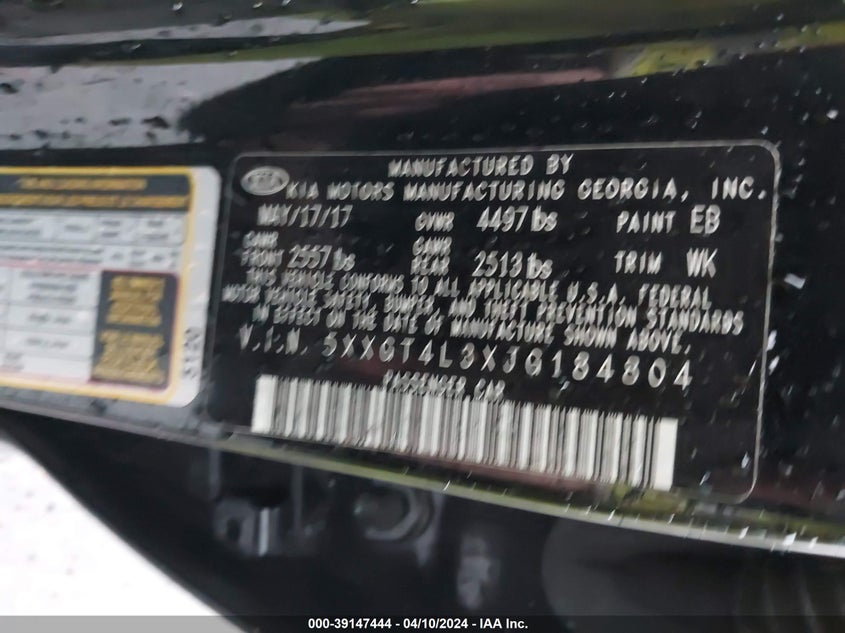 MANUFACTURED BY
KIA KIA MOTORS MANUFACTURING GEORGIA, INC.
MAY/17/17 GVWR 4497 lbs PAINT EB
GAWR FRONT 2557 lbs GAWR REAR 2513 lbs TRIM WK
THIS VEHICLE CONFORMS TO ALL APPLICABLE U.S.A. FEDERAL
MOTOR VEHICLE SAFETY, BUMPER, AND THEFT PREVENTION STANDARDS
IN EFFECT ON THE DATE OF MANUFACTURE SHOWN ABOVE.
V.I.N. 5XXGT4L3XJG184804
PASSENGER CAR
000-39147444 - 04/10/2024 - IAA Inc.